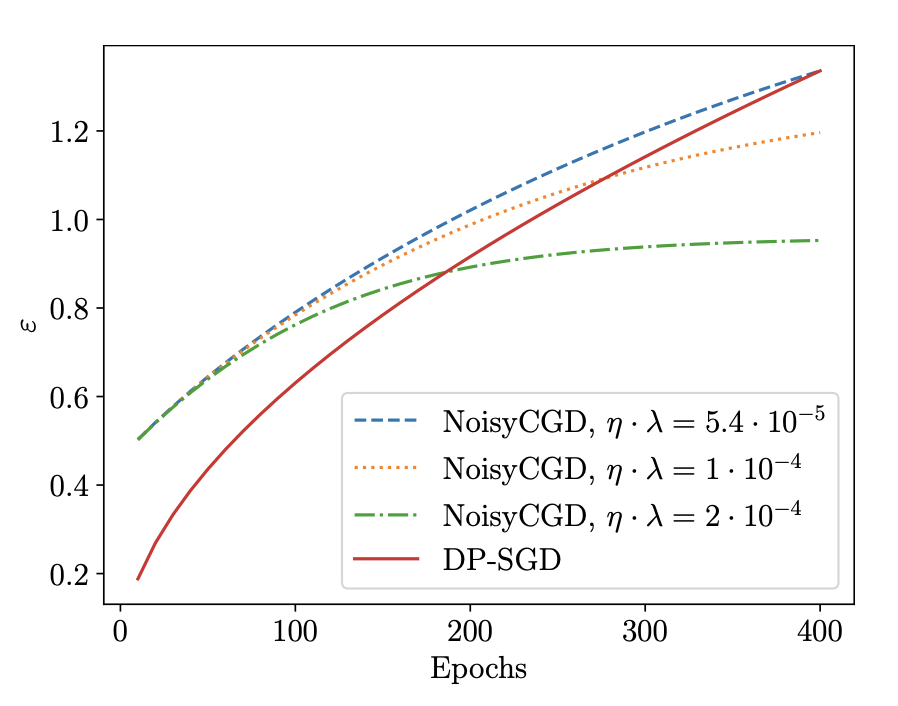 1.2
1.0
0.8
0.6
0.4
0.2
ε
0 100 200 300 400
Epochs
NoisyCGD, η · λ = 5.4 · 10⁻⁵
NoisyCGD, η · λ = 1 · 10⁻⁴
NoisyCGD, η · λ = 2 · 10⁻⁴
DP-SGD